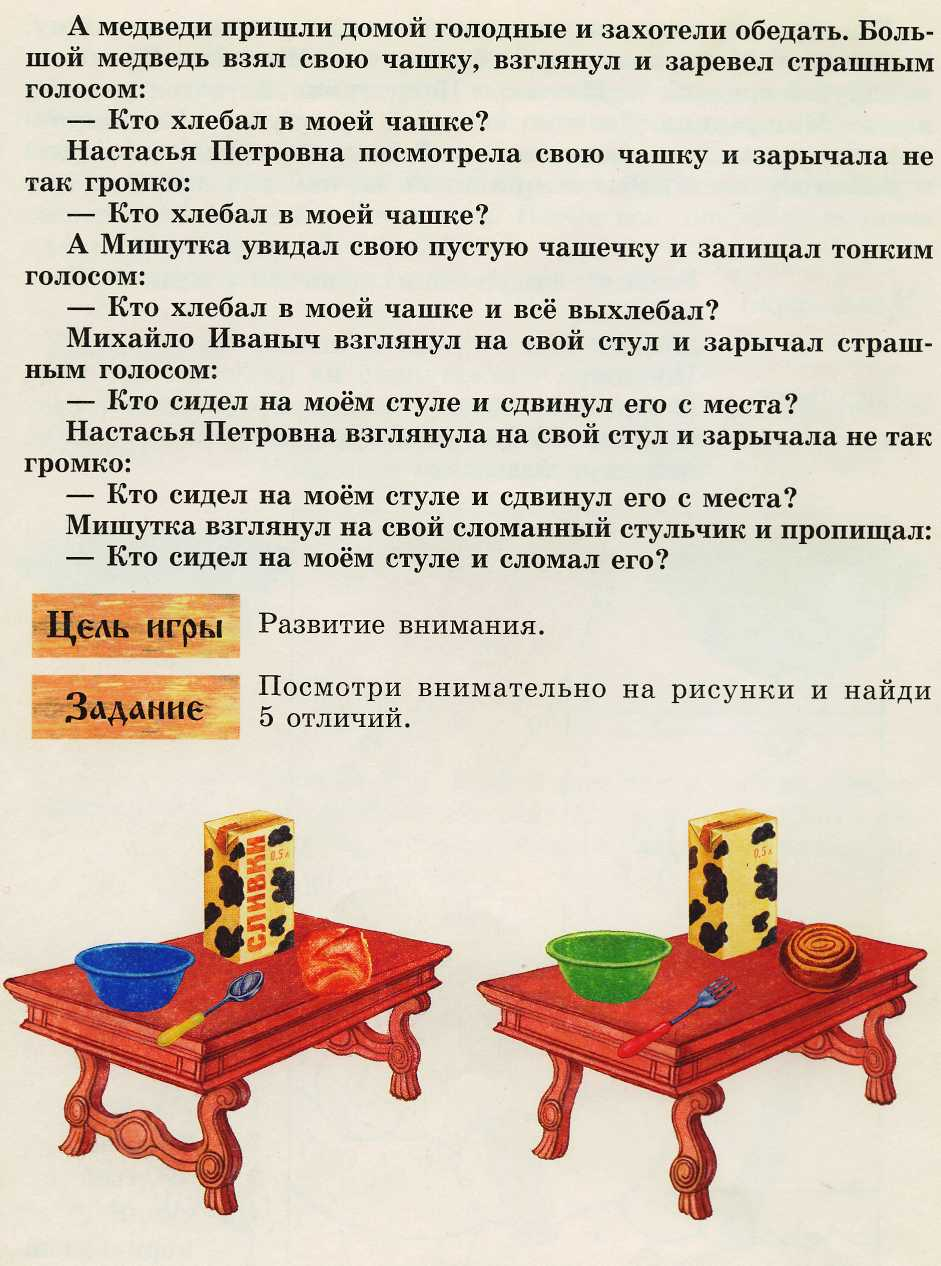 А медведи пришли домой голодные и захотели обедать. Боль-
шой медведь взял свою чашку, взглянул и заревел страшным
голосом:
— Кто хлебал в моей чашке?
Настасья Петровна посмотрела свою чашку и зарычала не
так громко:
— Кто хлебал в моей чашке?
А Мишутка увидал свою пустую чашечку и запищал тонким
голосом:
— Кто хлебал в моей чашке и всё выхлебал?
Михайло Иваныч взглянул на свой стул и зарычал страш-
ным голосом:
— Кто сидел на моём стуле и сдвинул его с места?
Настасья Петровна взглянула на свой стул и зарычала не так
громко:
— Кто сидел на моём стуле и сдвинул его с места?
Мишутка взглянул на свой сломанный стульчик и пропищал:
— Кто сидел на моём стуле и сломал его?
Цель игры
Развитие внимания.
Задание
Посмотри внимательно на рисунки и найди
5 отличий.
СЛИВКИ
0,5 л
0,5 л